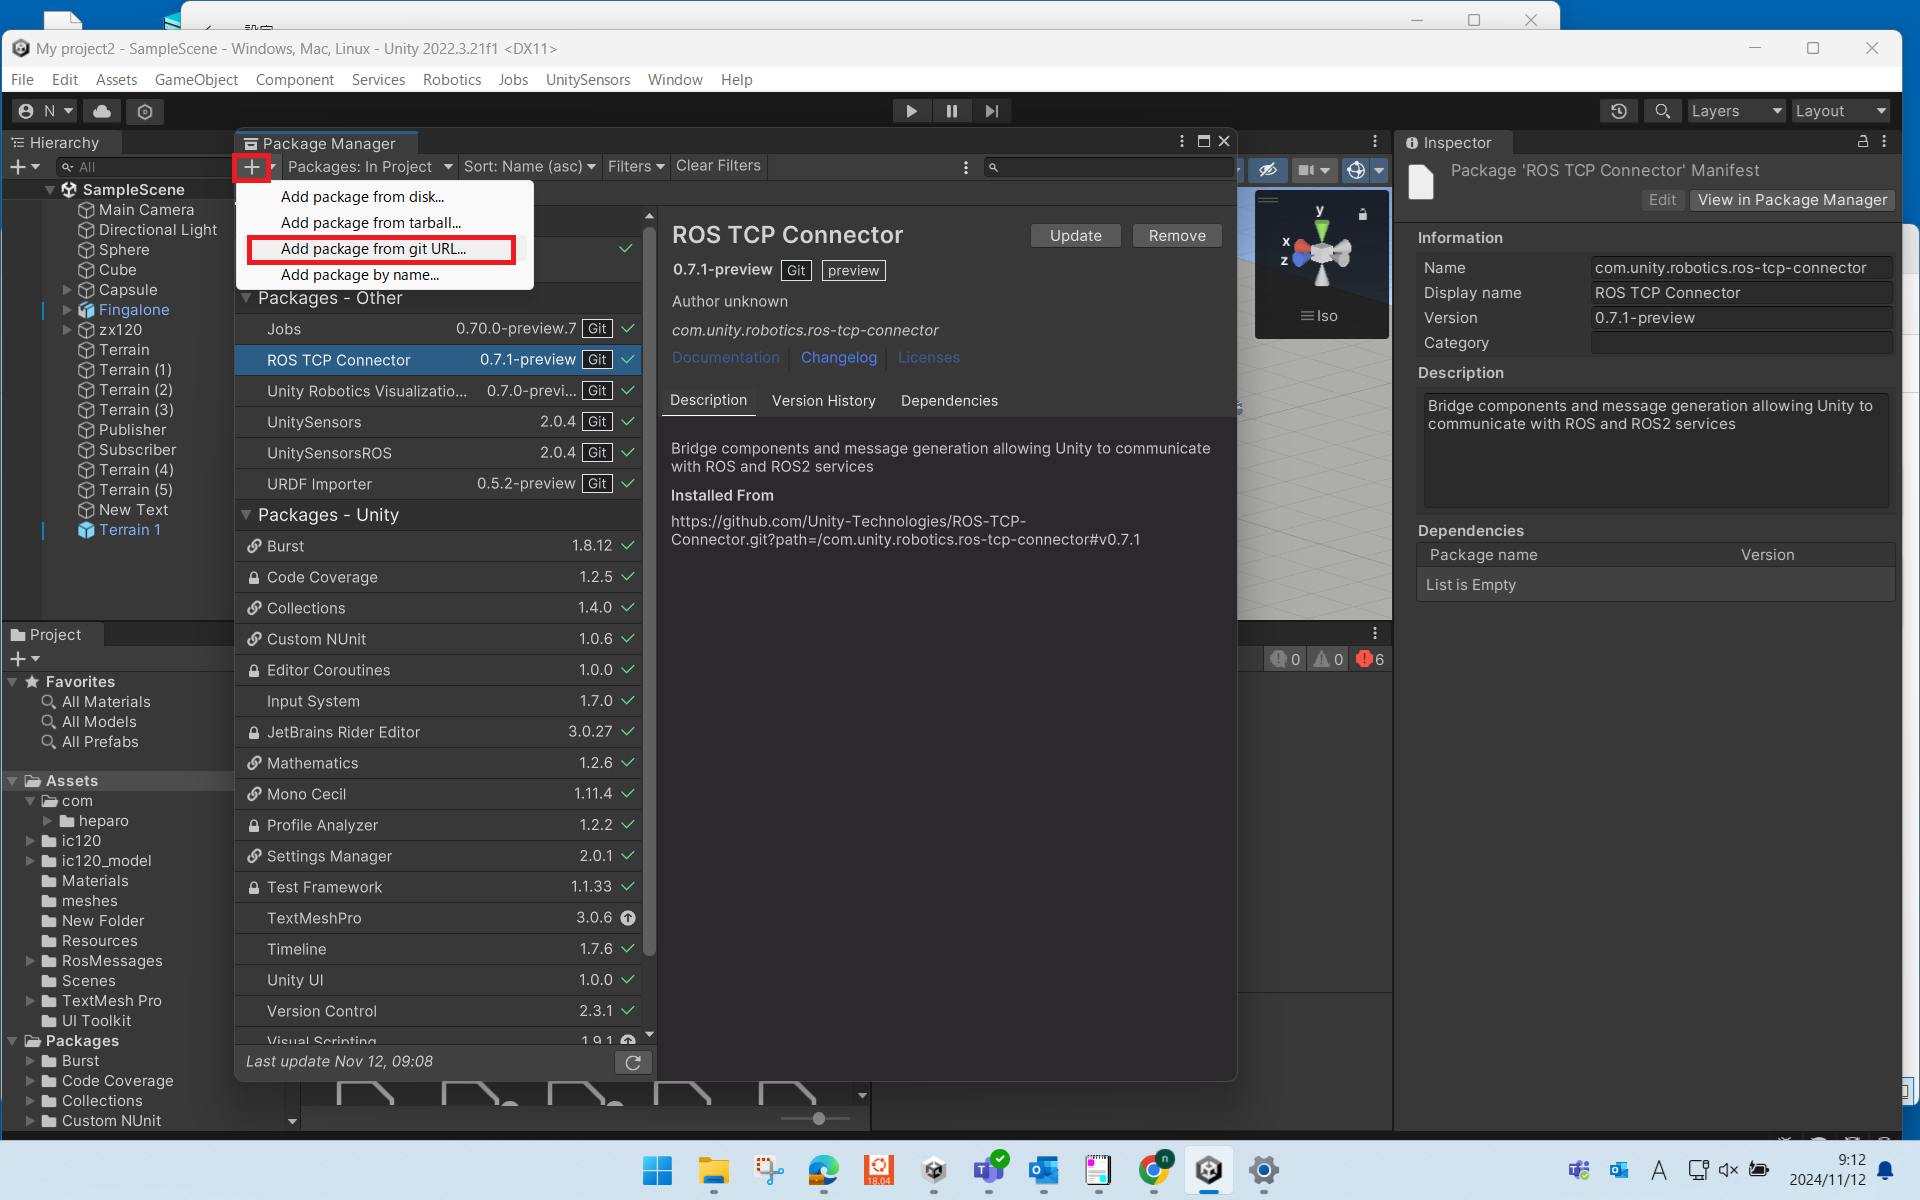 My project2 - SampleScene - Windows, Mac, Linux - Unity 2022.3.21f1 <DX11>
File Edit Assets GameObject Component Services Robotics Jobs UnitySensors Window Help
N
Layers
Layout
Hierarchy
All
SampleScene
Main Camera
Directional Light
Sphere
Cube
Capsule
Fingalone
zx120
Terrain
Terrain (1)
Terrain (2)
Terrain (3)
Publisher
Subscriber
Terrain (4)
Terrain (5)
New Text
Terrain 1
Project
Favorites
All Materials
All Models
All Prefabs
Assets
com
heparo
ic120
ic120_model
Materials
meshes
New Folder
Resources
RosMessages
Scenes
TextMesh Pro
UI Toolkit
Packages
Burst
Code Coverage
Collections
Custom NUnit
Package Manager
Packages: In Project
Sort: Name (asc)
Filters
Clear Filters
Add package from disk...
Add package from tarball...
Add package from git URL...
Add package by name...
Packages - Other
Jobs 0.70.0-preview.7 Git
ROS TCP Connector 0.7.1-preview Git
Unity Robotics Visualizatio... 0.7.0-previ... Git
UnitySensors 2.0.4 Git
UnitySensorsROS 2.0.4 Git
URDF Importer 0.5.2-preview Git
Packages - Unity
Burst 1.8.12
Code Coverage 1.2.5
Collections 1.4.0
Custom NUnit 1.0.6
Editor Coroutines 1.0.0
Input System 1.7.0
JetBrains Rider Editor 3.0.27
Mathematics 1.2.6
Mono Cecil 1.11.4
Profile Analyzer 1.2.2
Settings Manager 2.0.1
Test Framework 1.1.33
TextMeshPro 3.0.6
Timeline 1.7.6
Unity UI 1.0.0
Version Control 2.3.1
Visual Scripting 1.9.1
Last update Nov 12, 09:08
ROS TCP Connector
Update
Remove
0.7.1-preview Git preview
Author unknown
com.unity.robotics.ros-tcp-connector
Documentation Changelog Licenses
Description Version History Dependencies
Bridge components and message generation allowing Unity to communicate
with ROS and ROS2 services
Installed From
https://github.com/Unity-Technologies/ROS-TCP-
Connector.git?path=/com.unity.robotics.ros-tcp-connector#v0.7.1
y
x
z
Iso
0 0 6
Inspector
Package 'ROS TCP Connector' Manifest
Edit
View in Package Manager
Information
Name com.unity.robotics.ros-tcp-connector
Display name ROS TCP Connector
Version 0.7.1-preview
Category
Description
Bridge components and message generation allowing Unity to
communicate with ROS and ROS2 services
Dependencies
Package name Version
List is Empty
18.04
n
A
9:12
2024/11/12